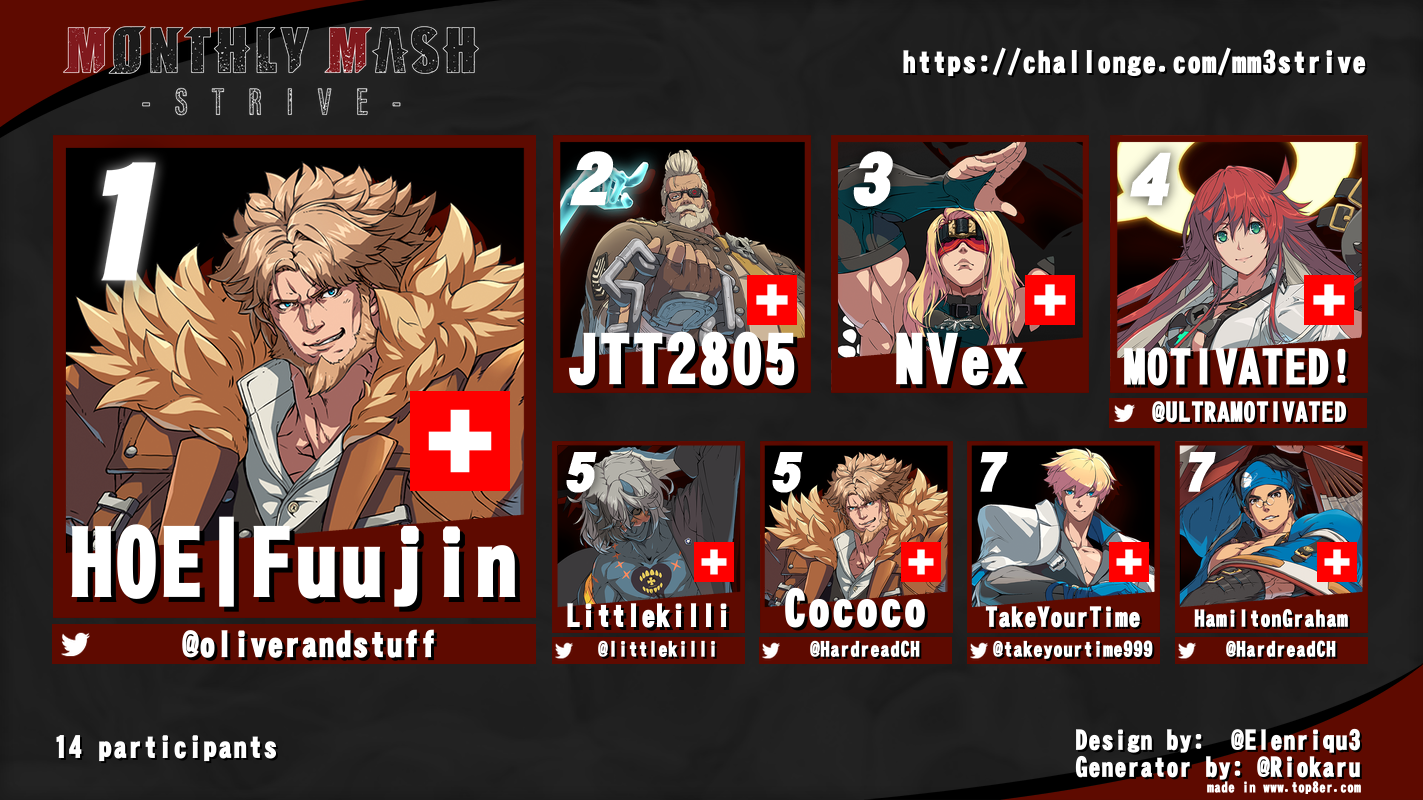 MONTHLY MASH
-STRIVE-
https://challonge.com/mm3strive
1
HOE|Fuujin
@oliverandstuff
2
JTT2805
3
NVex
4
MOTIVATED!
@ULTRAMOTIVATED
5
Littlekilli
@littlekilli
5
Cococo
@HardreadCH
7
TakeYourTime
@takeyourtime999
7
HamiltonGraham
@HardreadCH
14 participants
Design by: @Elenriqu3
Generator by: @Riokaru
made in www.top8er.com